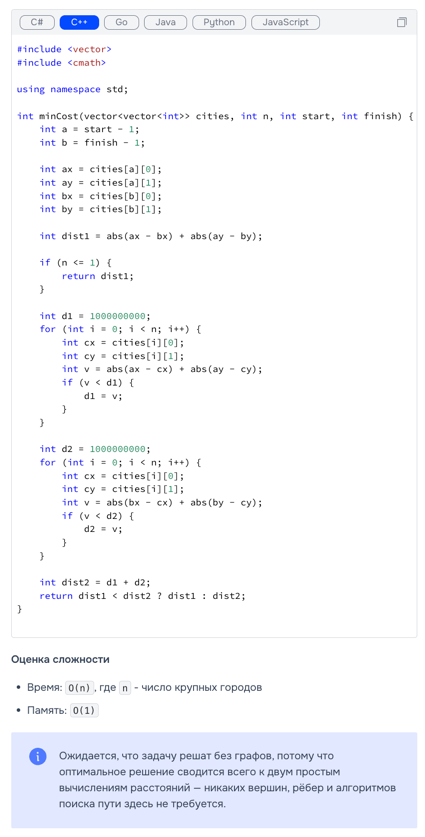 C# C++ Go Java Python JavaScript
#include <vector>
#include <cmath>
using namespace std;
int minCost(vector<vector<int>> cities, int n, int start, int finish) {
    int a = start - 1;
    int b = finish - 1;
    int ax = cities[a][0];
    int ay = cities[a][1];
    int bx = cities[b][0];
    int by = cities[b][1];
    int dist1 = abs(ax - bx) + abs(ay - by);
    if (n <= 1) {
        return dist1;
    }
    int d1 = 1000000000;
    for (int i = 0; i < n; i++) {
        int cx = cities[i][0];
        int cy = cities[i][1];
        int v = abs(ax - cx) + abs(ay - cy);
        if (v < d1) {
            d1 = v;
        }
    }
    int d2 = 1000000000;
    for (int i = 0; i < n; i++) {
        int cx = cities[i][0];
        int cy = cities[i][1];
        int v = abs(bx - cx) + abs(by - cy);
        if (v < d2) {
            d2 = v;
        }
    }
    int dist2 = d1 + d2;
    return dist1 < dist2 ? dist1 : dist2;
}
Оценка сложности
• Время: O(n), где n - число крупных городов
• Память: O(1)
Ожидается, что задачу решат без графов, потому что
оптимальное решение сводится всего к двум простым
вычислениям расстояний — никаких вершин, рёбер и алгоритмов
поиска пути здесь не требуется.